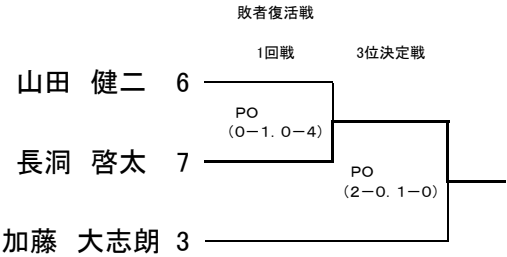 敗者復活戦
1回戦 3位決定戦
山田 健二 6
PO
(0-1. 0-4)
長洞 啓太 7
PO
(2-0. 1-0)
加藤 大志朗 3